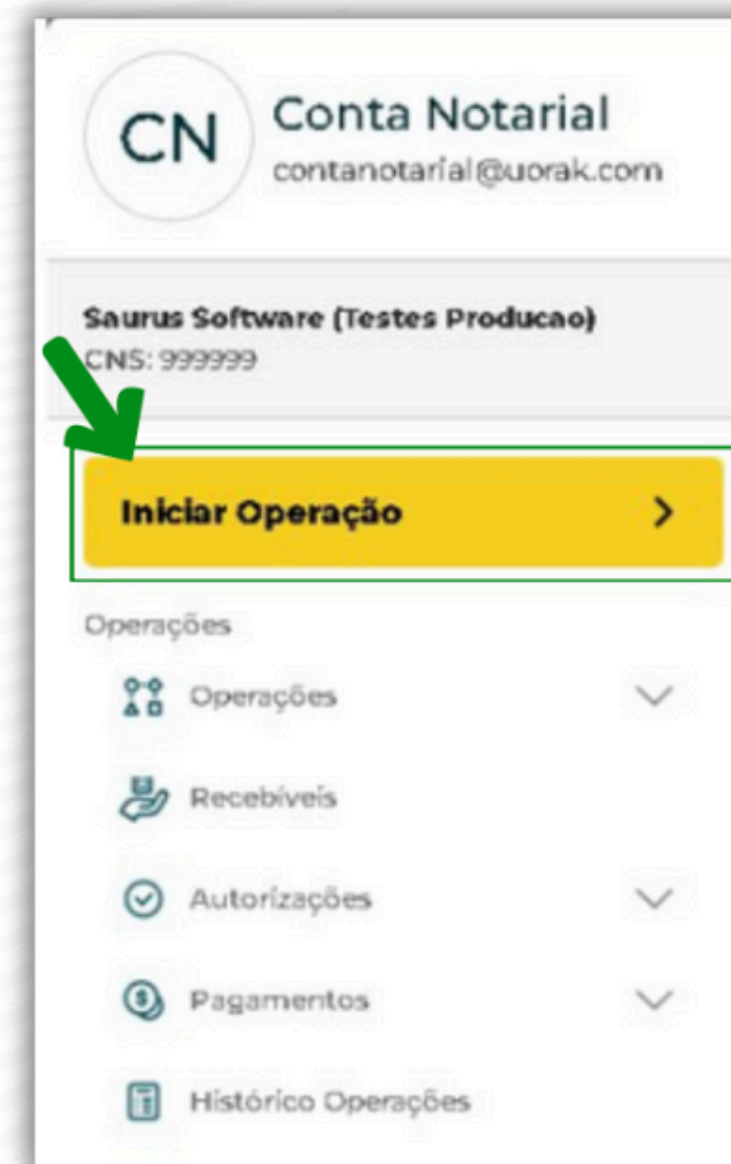 CN
Conta Notarial
contanotarial@uorak.com
Saurus Software (Testes Producao)
CNS: 999999
Iniciar Operação
Operações
Operações
Recebíveis
Autorizações
Pagamentos
Histórico Operações